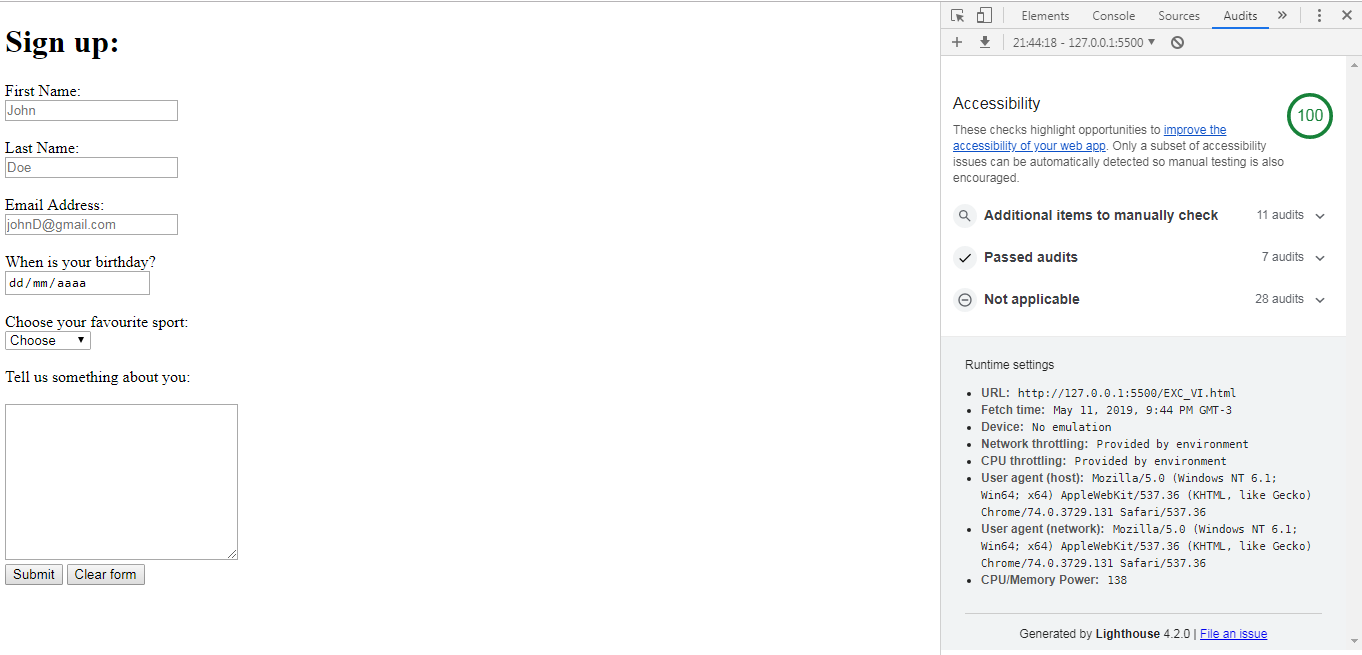 Sign up:
First Name:
John
Last Name:
Doe
Email Address:
johnD@gmail.com
When is your birthday?
dd/mm/aaaa
Choose your favourite sport:
Choose
Tell us something about you:
Submit Clear form
Elements Console Sources Audits
21:44:18 - 127.0.0.1:5500
Accessibility
100
These checks highlight opportunities to improve the
accessibility of your web app. Only a subset of accessibility
issues can be automatically detected so manual testing is also
encouraged.
Additional items to manually check 11 audits
Passed audits 7 audits
Not applicable 28 audits
Runtime settings
URL: http://127.0.0.1:5500/EXC_VI.html
Fetch time: May 11, 2019, 9:44 PM GMT-3
Device: No emulation
Network throttling: Provided by environment
CPU throttling: Provided by environment
User agent (host): Mozilla/5.0 (Windows NT 6.1;
Win64; x64) AppleWebKit/537.36 (KHTML, like Gecko)
Chrome/74.0.3729.131 Safari/537.36
User agent (network): Mozilla/5.0 (Windows NT 6.1;
Win64; x64) AppleWebKit/537.36 (KHTML, like Gecko)
Chrome/74.0.3729.131 Safari/537.36
CPU/Memory Power: 138
Generated by Lighthouse 4.2.0 | File an issue